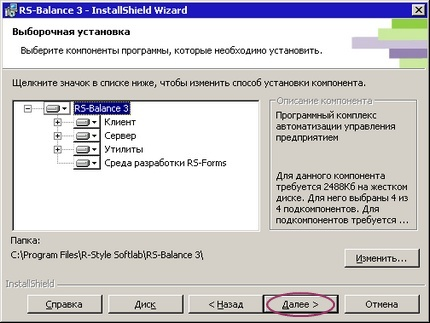 RS-Balance 3 - InstallShield Wizard
Выборочная установка
Выберите компоненты программы, которые необходимо установить.
Щелкните значок в списке ниже, чтобы изменить способ установки компонента.
RS-Balance 3
Клиент
Сервер
Утилиты
Среда разработки RS-Forms
Описание компонента
Программный комплекс
автоматизации управления
предприятием
Для данного компонента
требуется 2488Кб на жестком
диске. Для него выбраны 4 из
4 подкомпонентов. Для
подкомпонентов требуется ...
Папка:
C:\Program Files\R-Style Softlab\RS-Balance 3\
Изменить...
InstallShield
Справка
Диск
< Назад
Далее >
Отмена